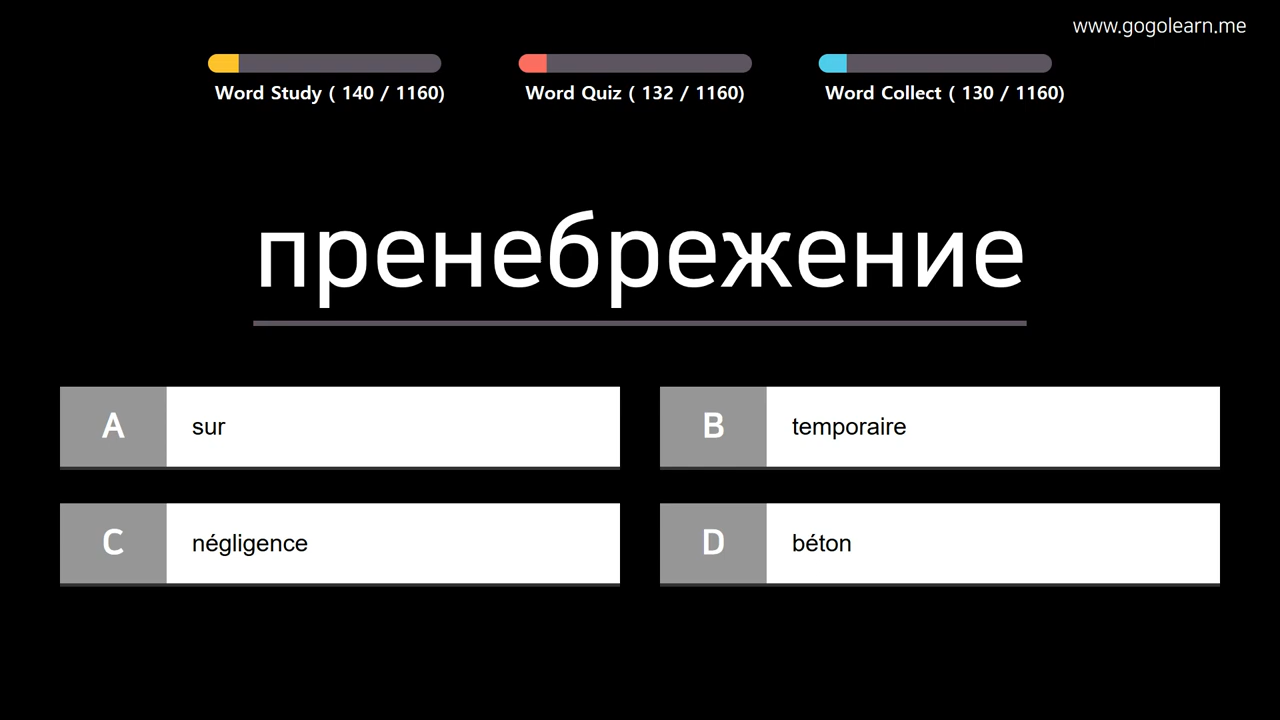 www.gogolearn.me
Word Study ( 140 / 1160)
Word Quiz ( 132 / 1160)
Word Collect ( 130 / 1160)
пренебрежение
A sur
B temporaire
C négligence
D béton